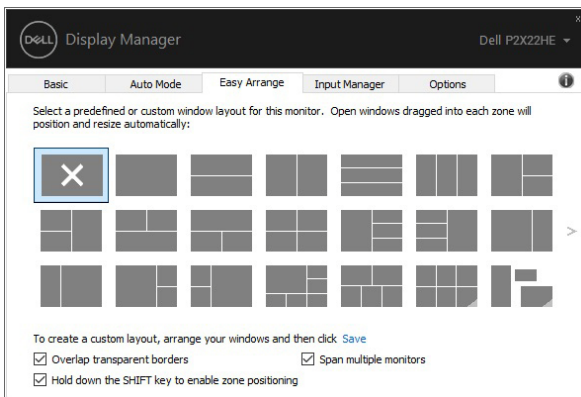 DELL Display Manager
Dell P2X22HE
Basic
Auto Mode
Easy Arrange
Input Manager
Options
Select a predefined or custom window layout for this monitor. Open windows dragged into each zone will
position and resize automatically:
To create a custom layout, arrange your windows and then click Save
Overlap transparent borders
Span multiple monitors
Hold down the SHIFT key to enable zone positioning